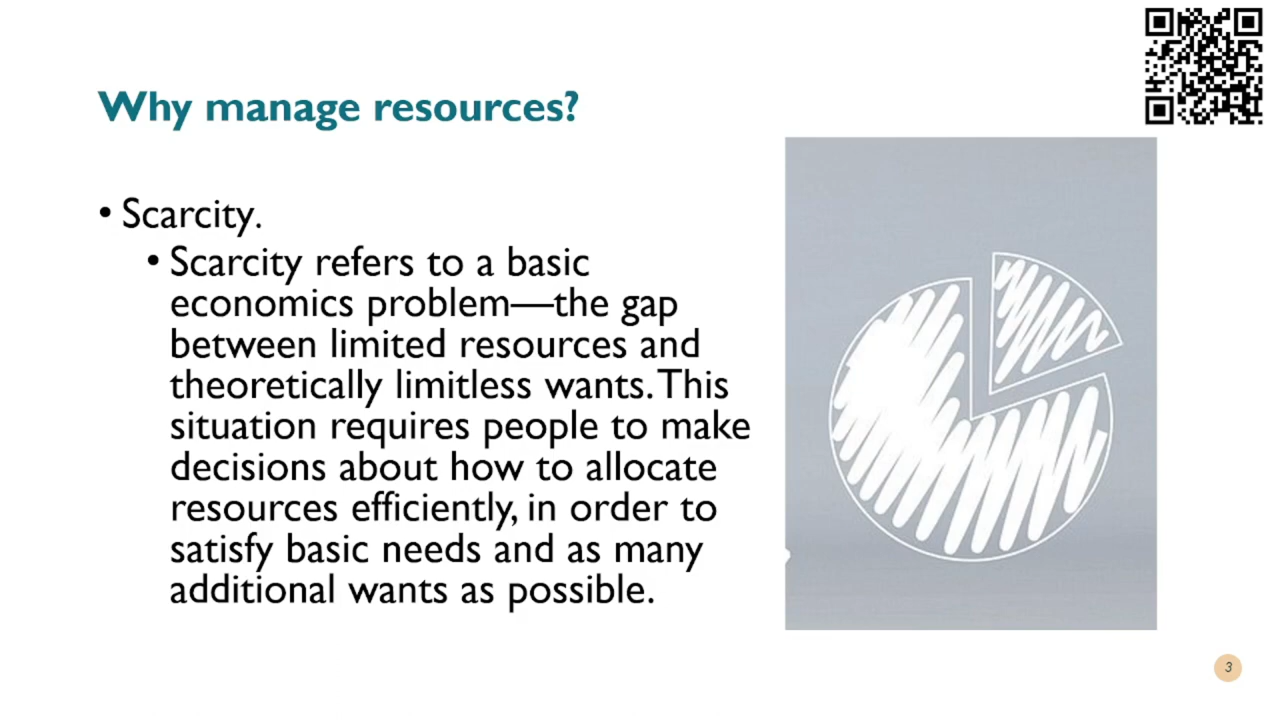 Why manage resources?
• Scarcity.
• Scarcity refers to a basic
economics problem—the gap
between limited resources and
theoretically limitless wants. This
situation requires people to make
decisions about how to allocate
resources efficiently, in order to
satisfy basic needs and as many
additional wants as possible.
3